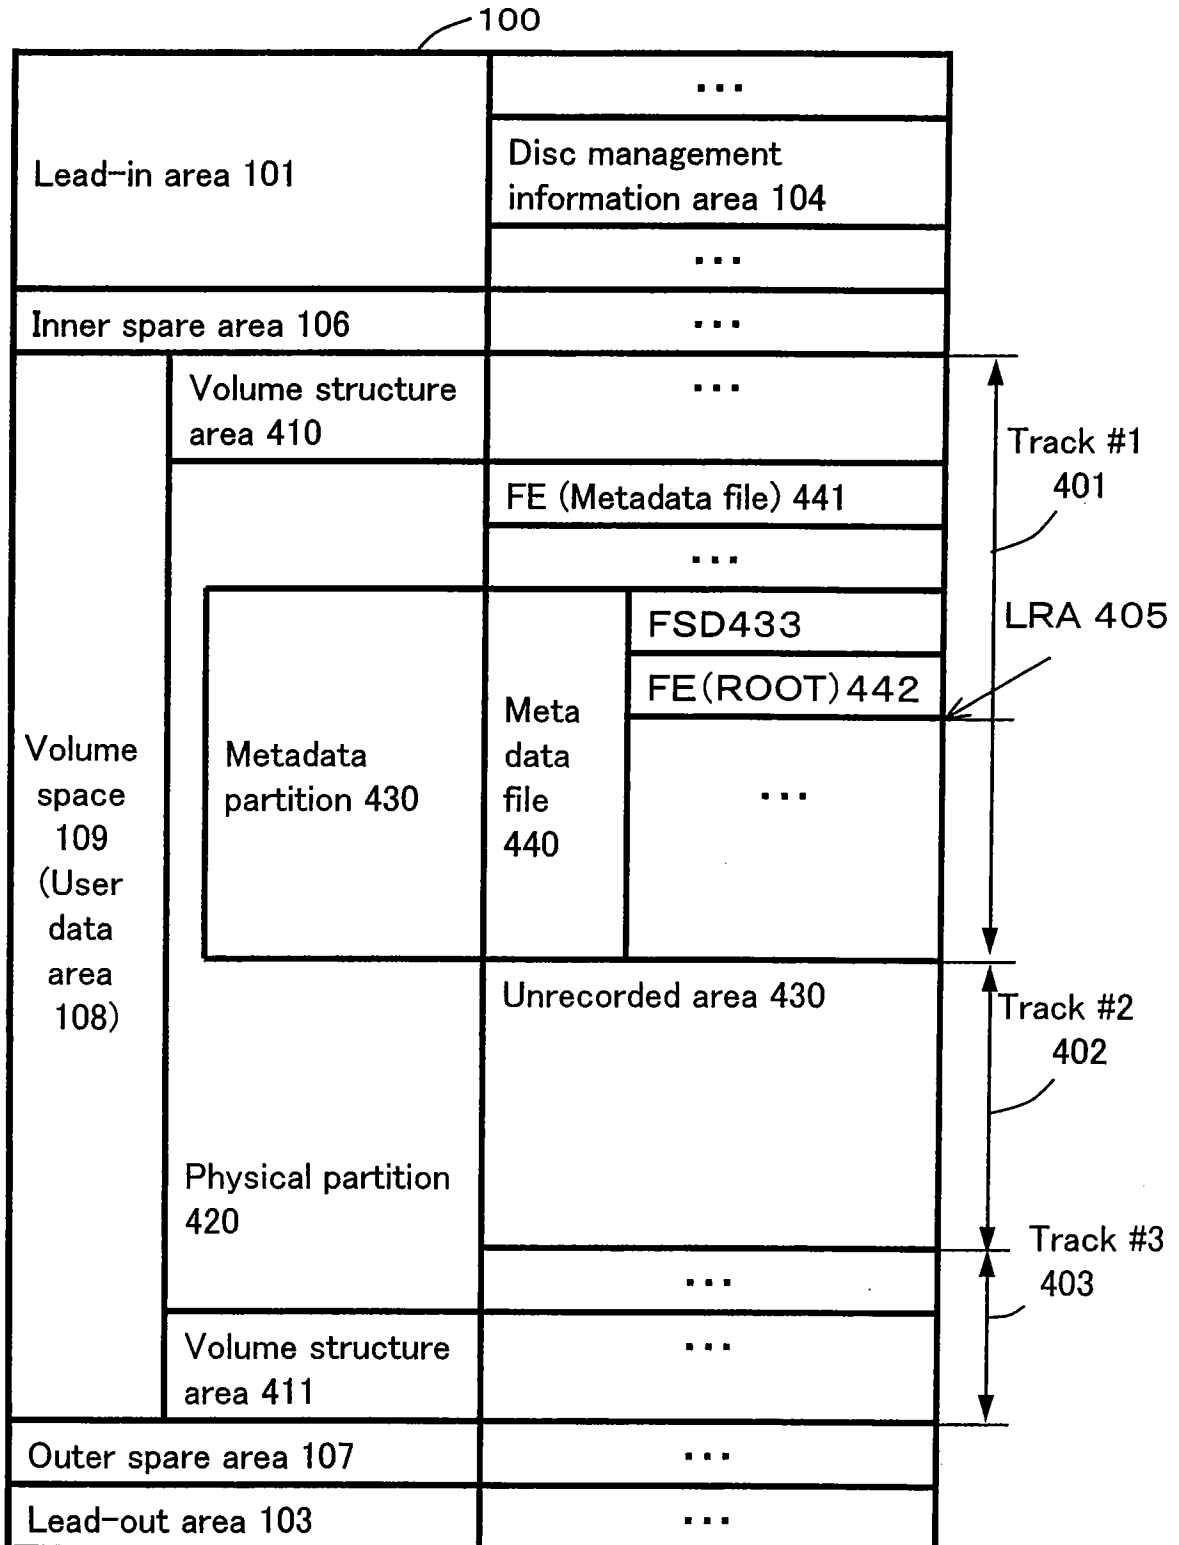 100
...
Lead-in area 101
Disc management
information area 104
...
Inner spare area 106
...
Volume structure
area 410
...
Track #1
401
FE (Metadata file) 441
...
FSD433
LRA 405
FE(ROOT)442
Meta
data
file
440
Metadata
partition 430
...
Volume
space
109
(User
data
area
108)
Unrecorded area 430
Track #2
402
Physical partition
420
Track #3
403
...
Volume structure
area 411
...
Outer spare area 107
...
Lead-out area 103
...